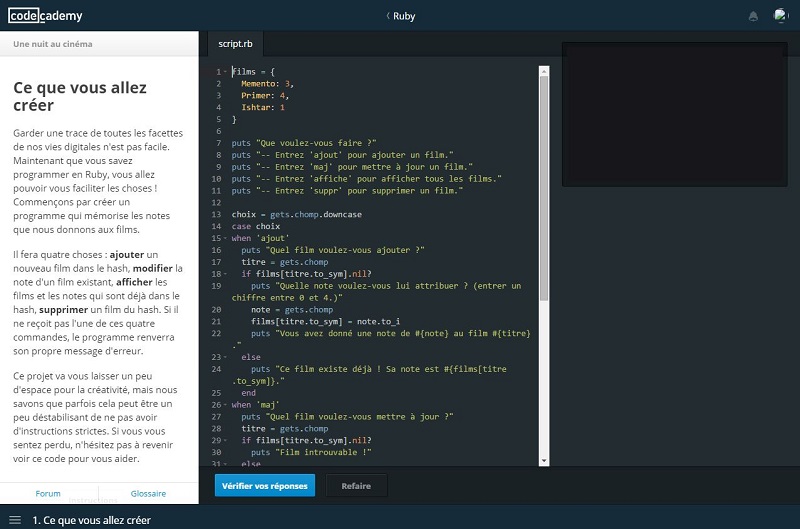 codecademy
Ruby
Une nuit au cinéma
Ce que vous allez
créer
Garder une trace de toutes les facettes
de nos vies digitales n'est pas facile.
Maintenant que vous savez
programmer en Ruby, vous allez
pouvoir vous faciliter les choses !
Commençons par créer un
programme qui mémorise les notes
que nous donnons aux films.
Il fera quatre choses : ajouter un
nouveau film dans le hash, modifier la
note d'un film existant, afficher les
films et les notes qui sont déjà dans le
hash, supprimer un film du hash. Si il
ne reçoit pas l'une de ces quatre
commandes, le programme renverra
son propre message d'erreur.
Ce projet va vous laisser un peu
d'espace pour la créativité, mais nous
savons que parfois cela peut être un
peu déstabilisant de ne pas avoir
d'instructions strictes. Si vous vous
sentez perdu, n'hésitez pas à revenir
voir ce code pour vous aider.
Forum Glossaire
Instructions
script.rb
1 films = {
2 Memento: 3,
3 Primer: 4,
4 Ishtar: 1
5 }
6
7 puts "Que voulez-vous faire ?"
8 puts "-- Entrez 'ajout' pour ajouter un film."
9 puts "-- Entrez 'maj' pour mettre à jour un film."
10 puts "-- Entrez 'affiche' pour afficher tous les films."
11 puts "-- Entrez 'suppr' pour supprimer un film."
12
13 choix = gets.chomp.downcase
14 case choix
15 when 'ajout'
16 puts "Quel film voulez-vous ajouter ?"
17 titre = gets.chomp
18 if films[titre.to_sym].nil?
19 puts "Quelle note voulez-vous lui attribuer ? (entrer un
chiffre entre 0 et 4.)"
20 note = gets.chomp
21 films[titre.to_sym] = note.to_i
22 puts "Vous avez donné une note de #{note} au film #{titre}
."
23 else
24 puts "Ce film existe déjà ! Sa note est #{films[titre
.to_sym]}."
25 end
26 when 'maj'
27 puts "Quel film voulez-vous mettre à jour ?"
28 titre = gets.chomp
29 if films[titre.to_sym].nil?
30 puts "Film introuvable !"
31 else
Vérifier vos réponses Refaire
1. Ce que vous allez créer